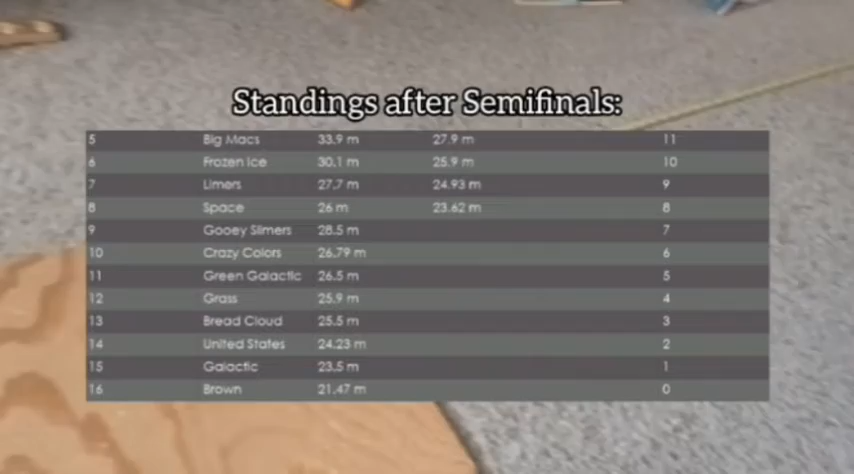 Standings after Semifinals:
5 Big Macs 33.9 m 27.9 m 11
6 Frozen Ice 30.1 m 25.9 m 10
7 Limers 27.7 m 24.93 m 9
8 Space 26 m 23.62 m 8
9 Gooey Slimers 28.5 m 7
10 Crazy Colors 26.79 m 6
11 Green Galactic 26.5 m 5
12 Grass 25.9 m 4
13 Bread Cloud 25.5 m 3
14 United States 24.23 m 2
15 Galactic 23.5 m 1
16 Brown 21.47 m 0